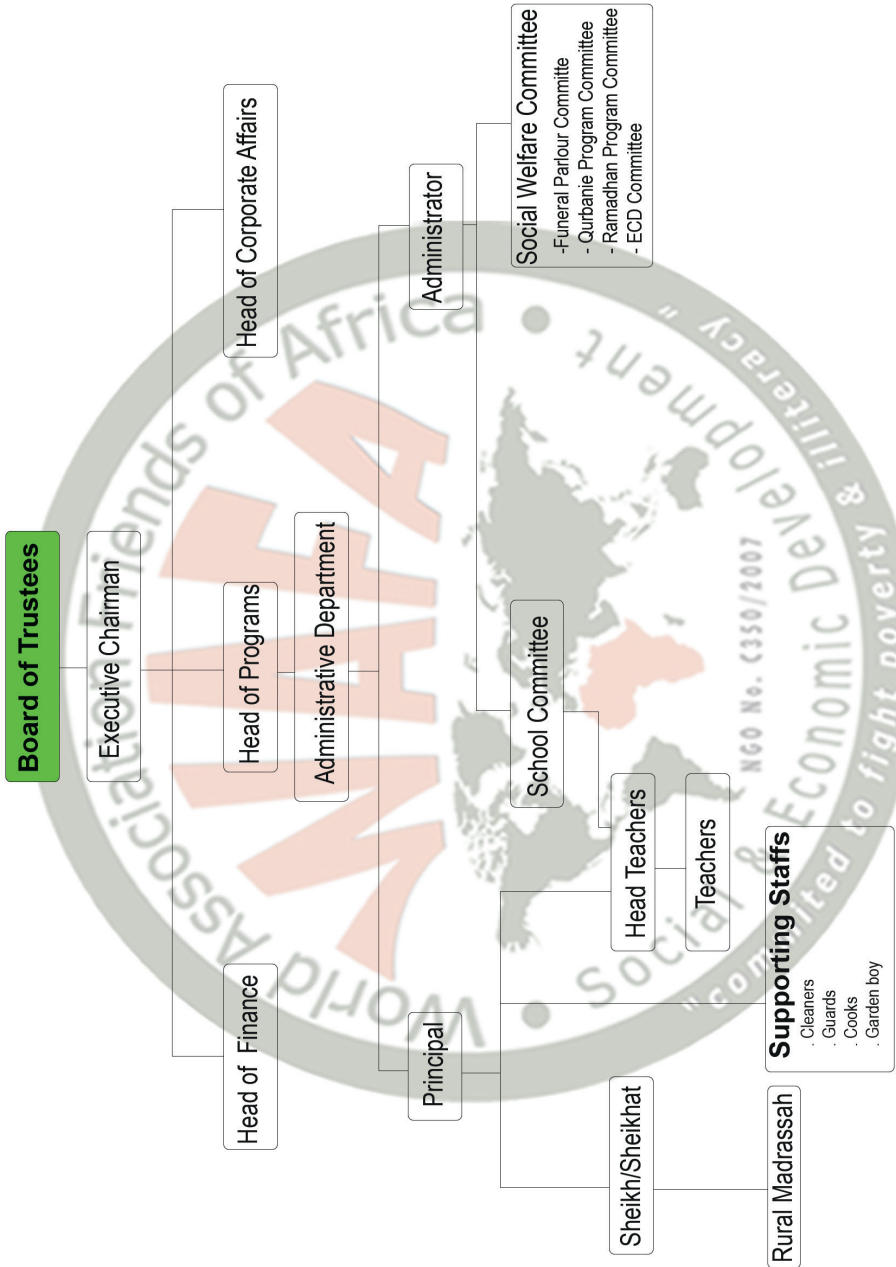 Board of Trustees
Executive Chairman
Head of Finance
Head of Programs
Head of Corporate Affairs
Administrative Department
Principal
Administrator
Sheikh/Sheikhat
Rural Madrassah
Supporting Staffs
. Cleaners
. Guards
. Cooks
. Garden boy
Head Teachers
Teachers
School Committee
Social Welfare Committee
-Funeral Parlour Committe
- Qurbanie Program Committee
- Ramadhan Program Committee
- ECD Committee
World Association Friends of Africa
WAFA
NGO No. C350/2007
• Social & Economic Development •
"committed to fight poverty & illiteracy"